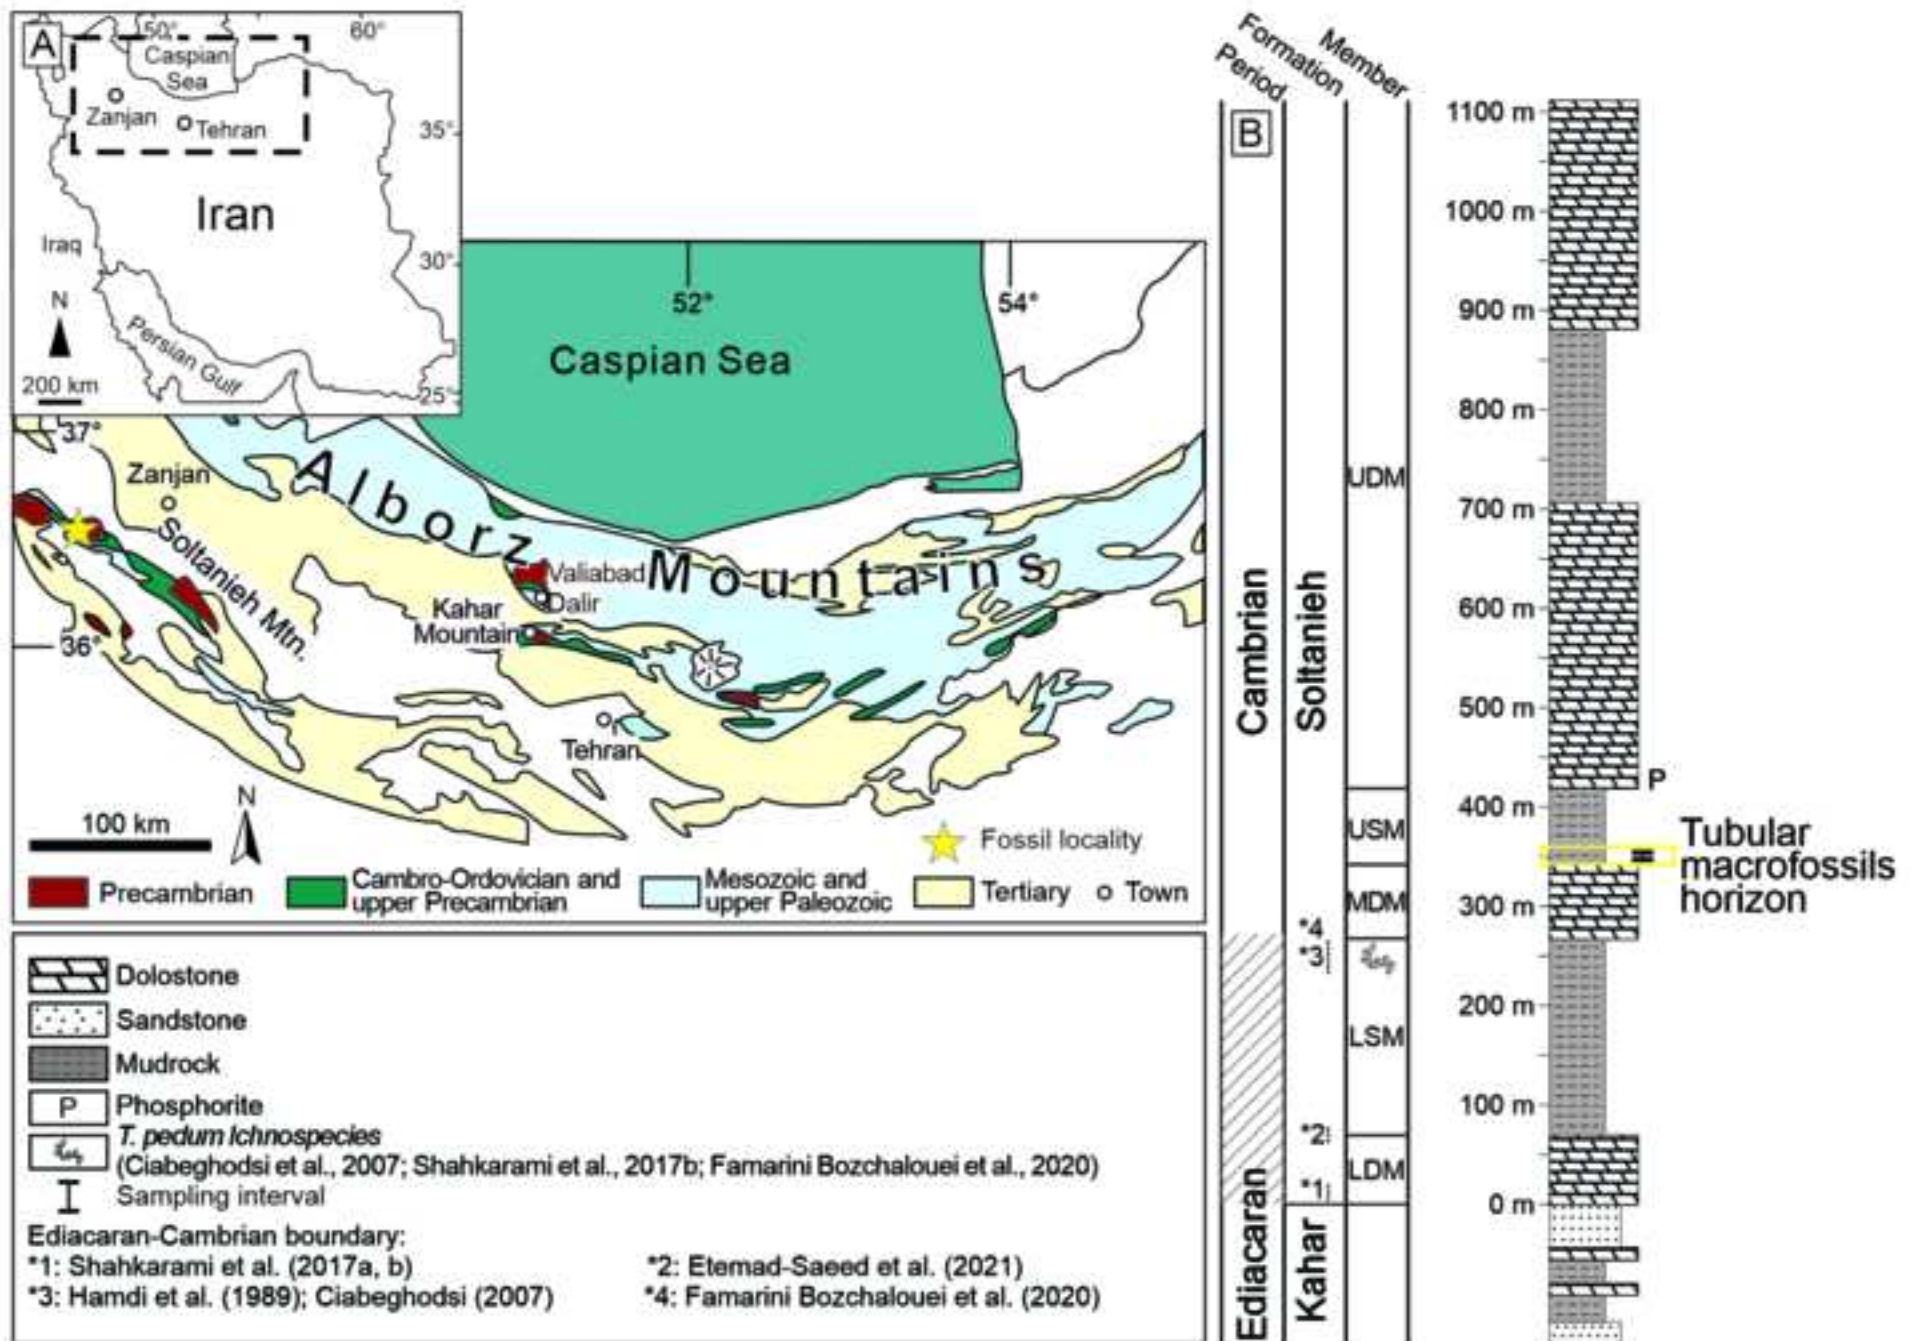 A
50°
60°
Caspian
Sea
Zanjan
Tehran
35°
Iran
Iraq
30°
N
Persian Gulf
200 km
25°
52°
54°
Caspian Sea
37°
Zanjan
Alborz Mountains
Soltanieh Mtn.
Valiabad
Dalir
Kahar
Mountain
36°
Tehran
N
100 km
Fossil locality
Precambrian
Cambro-Ordovician and
upper Precambrian
Mesozoic and
upper Paleozoic
Tertiary
Town
Dolostone
Sandstone
Mudrock
P Phosphorite
T. pedum Ichnospecies
(Ciabeghodsi et al., 2007; Shahkarami et al., 2017b; Famarini Bozchalouei et al., 2020)
Sampling interval
Ediacaran-Cambrian boundary:
*1: Shahkarami et al. (2017a, b)
*2: Etemad-Saeed et al. (2021)
*3: Hamdi et al. (1989); Ciabeghodsi (2007)
*4: Famarini Bozchalouei et al. (2020)
Period
Formation
Member
B
Cambrian
Ediacaran
Soltanieh
Kahar
*4
*3
*2
*1
UDM
USM
MDM
LSM
LDM
1100 m
1000 m
900 m
800 m
700 m
600 m
500 m
400 m
300 m
200 m
100 m
0 m
P
Tubular
macrofossils
horizon